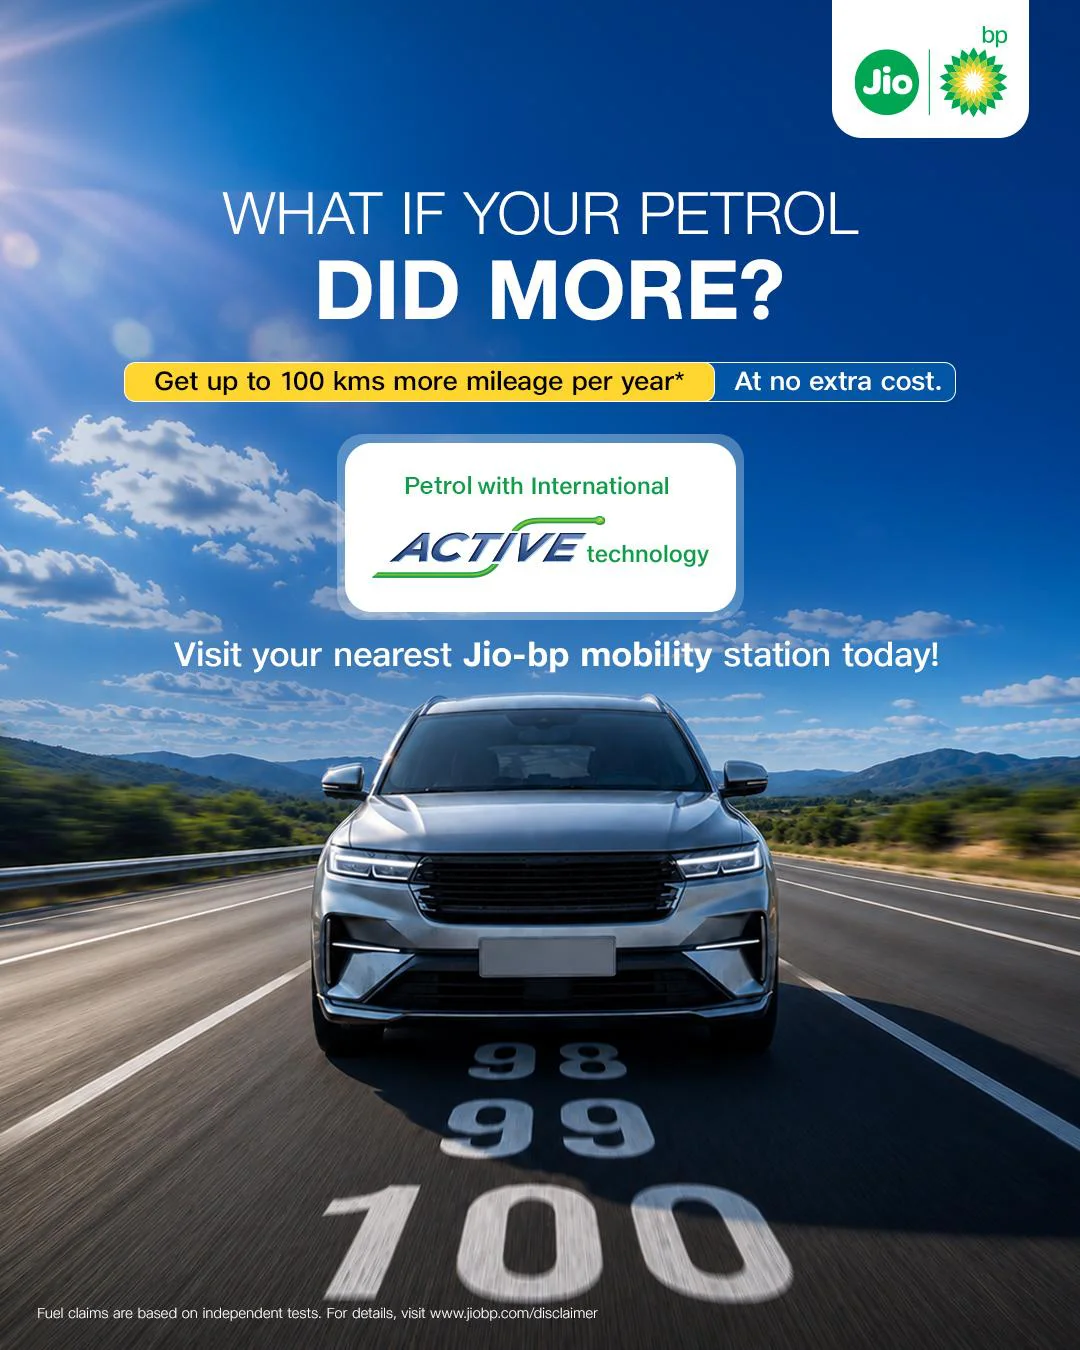 bp
Jio
WHAT IF YOUR PETROL
DID MORE?
Get up to 100 kms more mileage per year* At no extra cost.
Petrol with International
ACTIVE technology
Visit your nearest Jio-bp mobility station today!
98
99
100
Fuel claims are based on independent tests. For details, visit www.jiobp.com/disclaimer